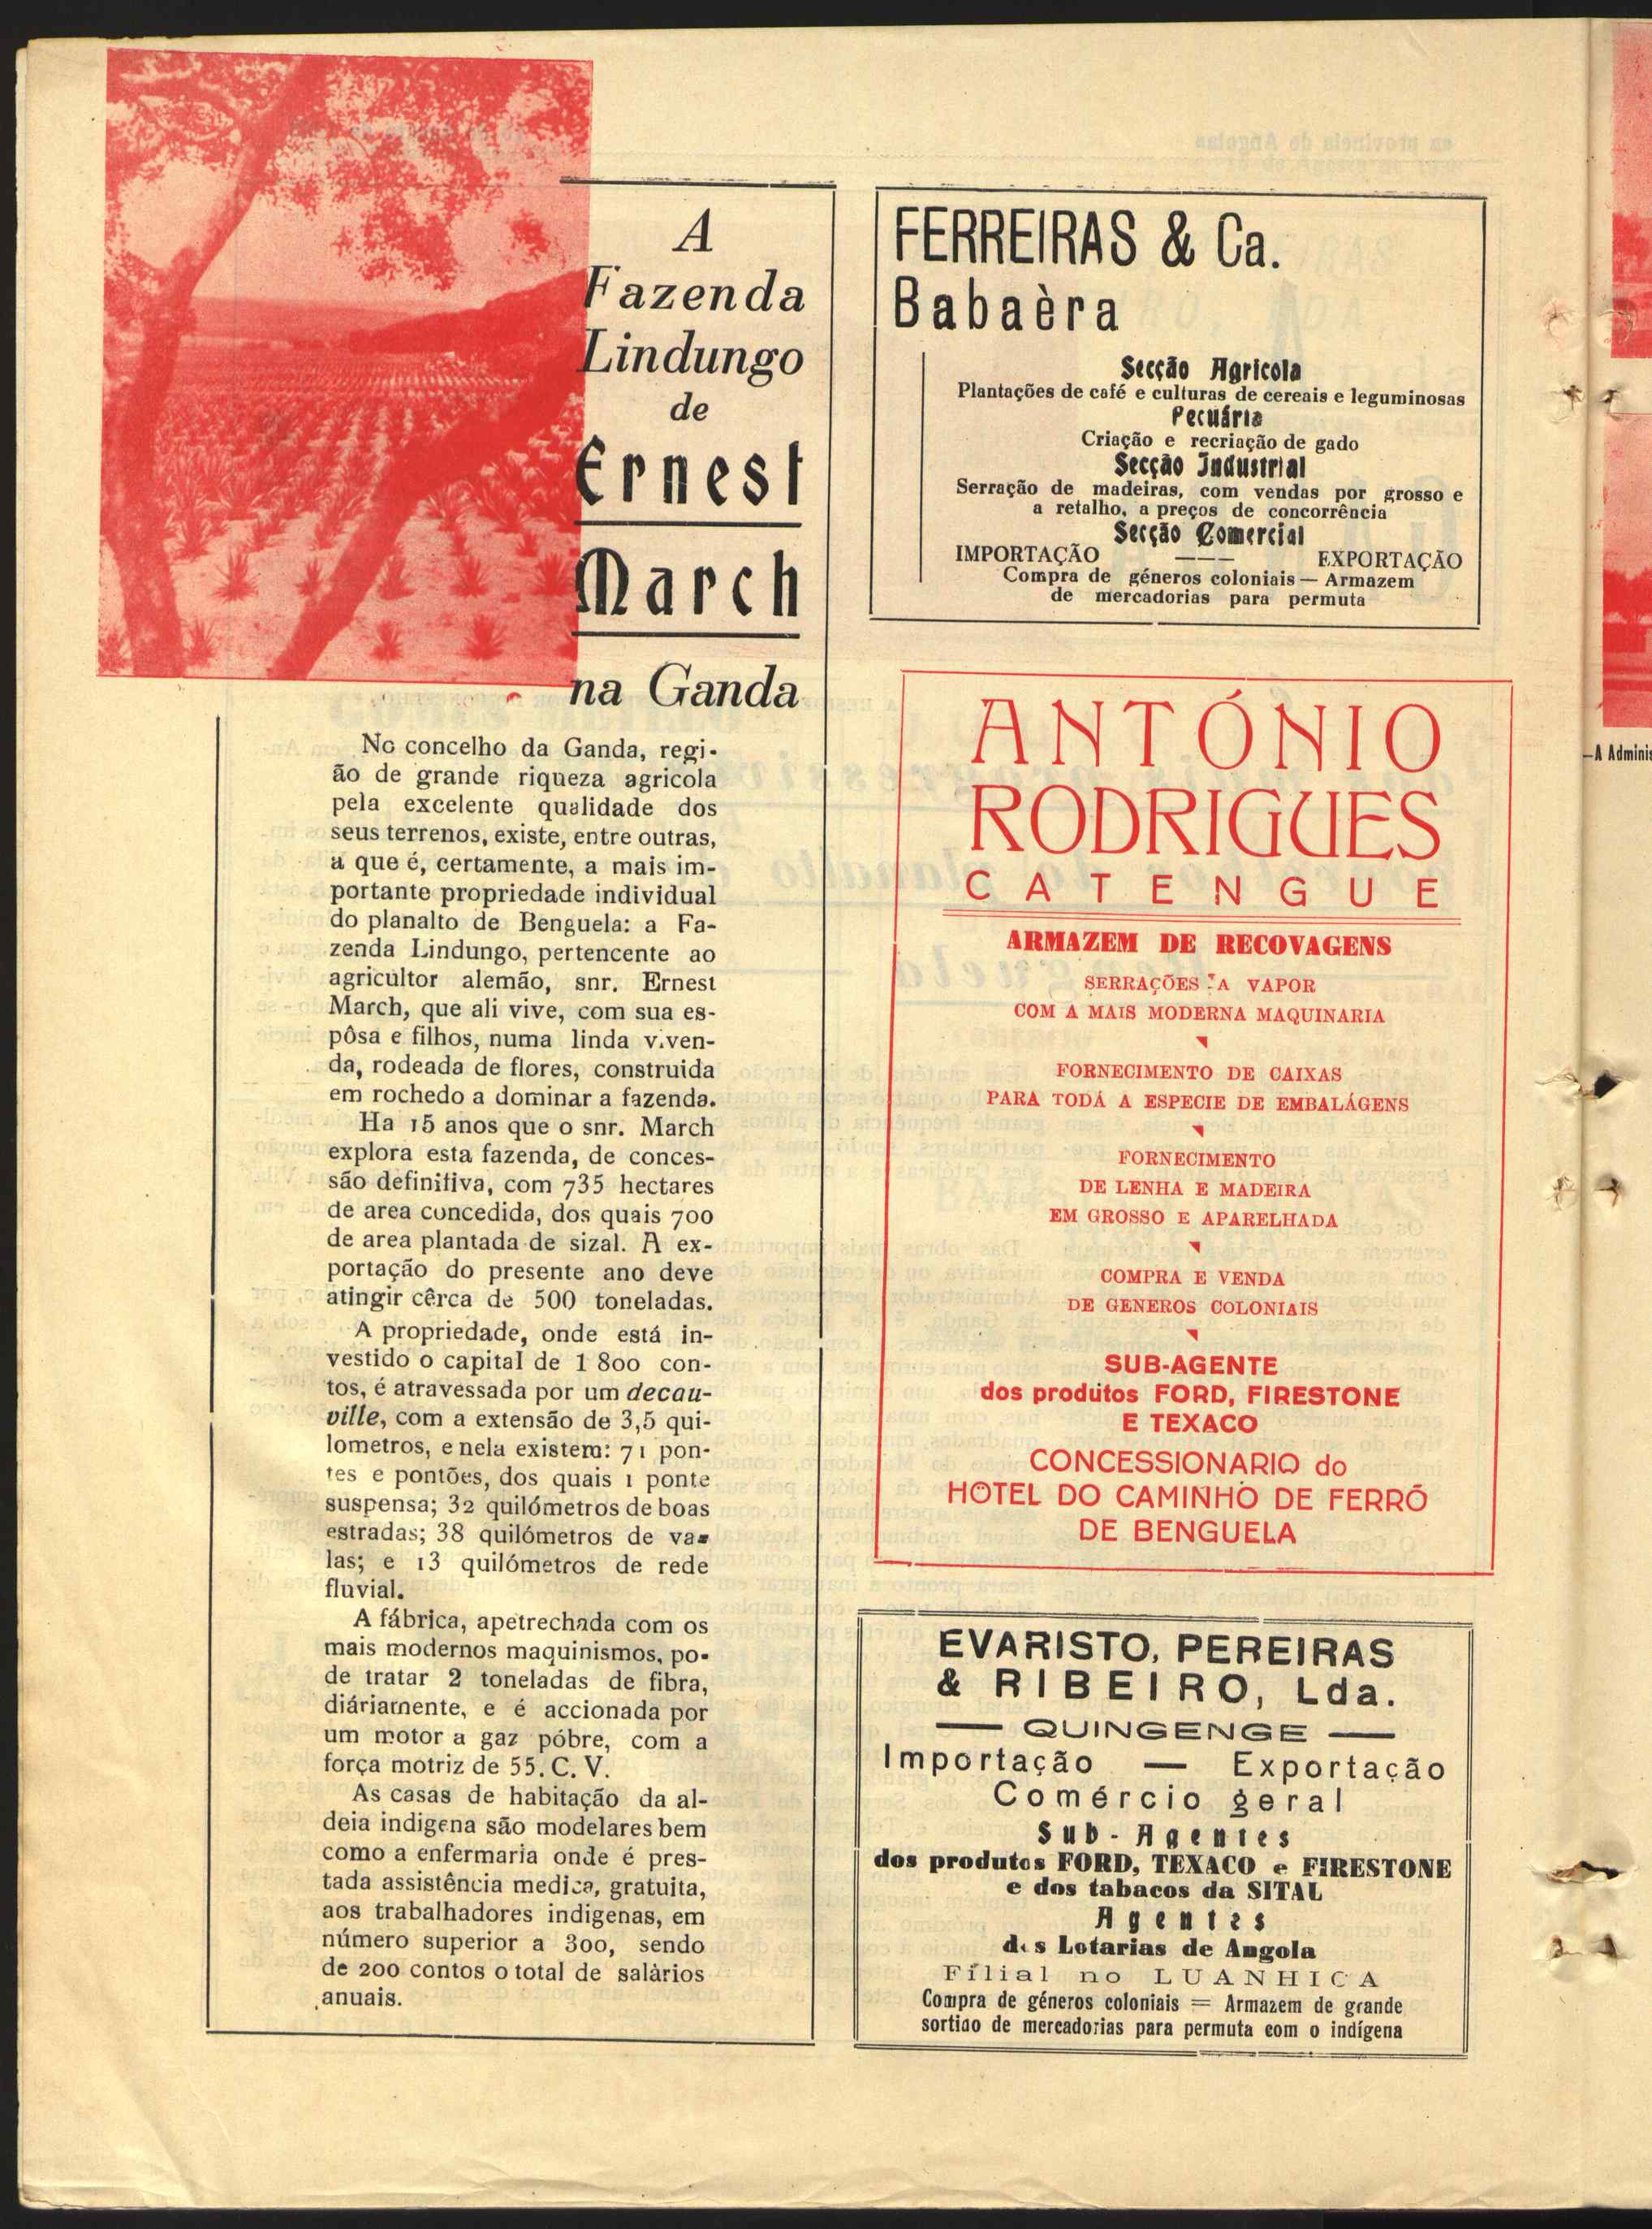 A
Fazenda
Lindungo
de
Ernest
March
na Ganda
No concelho da Ganda, regi-
ão de grande riqueza agricola
pela excelente qualidade dos
seus terrenos, existe, entre outras,
a que é, certamente, a mais im-
portante propriedade individual
do planalto de Benguela: a Fa-
zenda Lindungo, pertencente ao
agricultor alemão, snr. Ernest
March, que ali vive, com sua es-
pôsa e filhos, numa linda viven-
da, rodeada de flores, construida
em rochedo a dominar a fazenda.
Ha 15 anos que o snr. March
explora esta fazenda, de conces-
são definitiva, com 735 hectares
de area concedida, dos quais 700
de area plantada de sizal. A ex-
portação do presente ano deve
atingir cêrca de 500 toneladas.
A propriedade, onde está in-
vestido o capital de 1 800 con-
tos, é atravessada por um decau-
ville, com a extensão de 3,5 qui-
lometros, e nela existem: 71 pon-
tes e pontões, dos quais 1 ponte
suspensa; 32 quilómetros de boas
estradas; 38 quilómetros de va-
las; e 13 quilómetros de rede
fluvial.
A fábrica, apetrechada com os
mais modernos maquinismos, po-
de tratar 2 toneladas de fibra,
diáriamente, e é accionada por
um motor a gaz póbre, com a
força motriz de 55. C. V.
As casas de habitação da al-
deia indigena são modelares bem
como a enfermaria onde é pres-
tada assistência medica, gratuita,
aos trabalhadores indigenas, em
número superior a 300, sendo
de 200 contos o total de salàrios
anuais.
FERREIRAS & Ca.
Babaèra
Secção Agricola
Plantações de café e culturas de cereais e leguminosas
Pecuária
Criação e recriação de gado
Secção Industrial
Serração de madeiras, com vendas por grosso e
a retalho, a preços de concorrência
Secção Comercial
IMPORTAÇÃO ——— EXPORTAÇÃO
Compra de géneros coloniais — Armazem
de mercadorias para permuta
ANTÓNIO
RODRIGUES
CATENGUE
ARMAZEM DE RECOVAGENS
SERRAÇÕES A VAPOR
COM A MAIS MODERNA MAQUINARIA
FORNECIMENTO DE CAIXAS
PARA TODÁ A ESPECIE DE EMBALÁGENS
FORNECIMENTO
DE LENHA E MADEIRA
EM GROSSO E APARELHADA
COMPRA E VENDA
DE GENEROS COLONIAIS
SUB-AGENTE
dos produtos FORD, FIRESTONE
E TEXACO
CONCESSIONARIO do
HOTEL DO CAMINHO DE FERRÓ
DE BENGUELA
EVARISTO, PEREIRAS
& RIBEIRO, Lda.
— QUINGENGE —
Importação — Exportação
Comércio geral
Sub-Agentes
dos produtos FORD, TEXACO e FIRESTONE
e dos tabacos da SITAL
Agentes
das Lotarias de Angola
Filial no LUANHICA
Compra de géneros coloniais = Armazem de grande
sortido de mercadorias para permuta com o indígena
—A Adminis